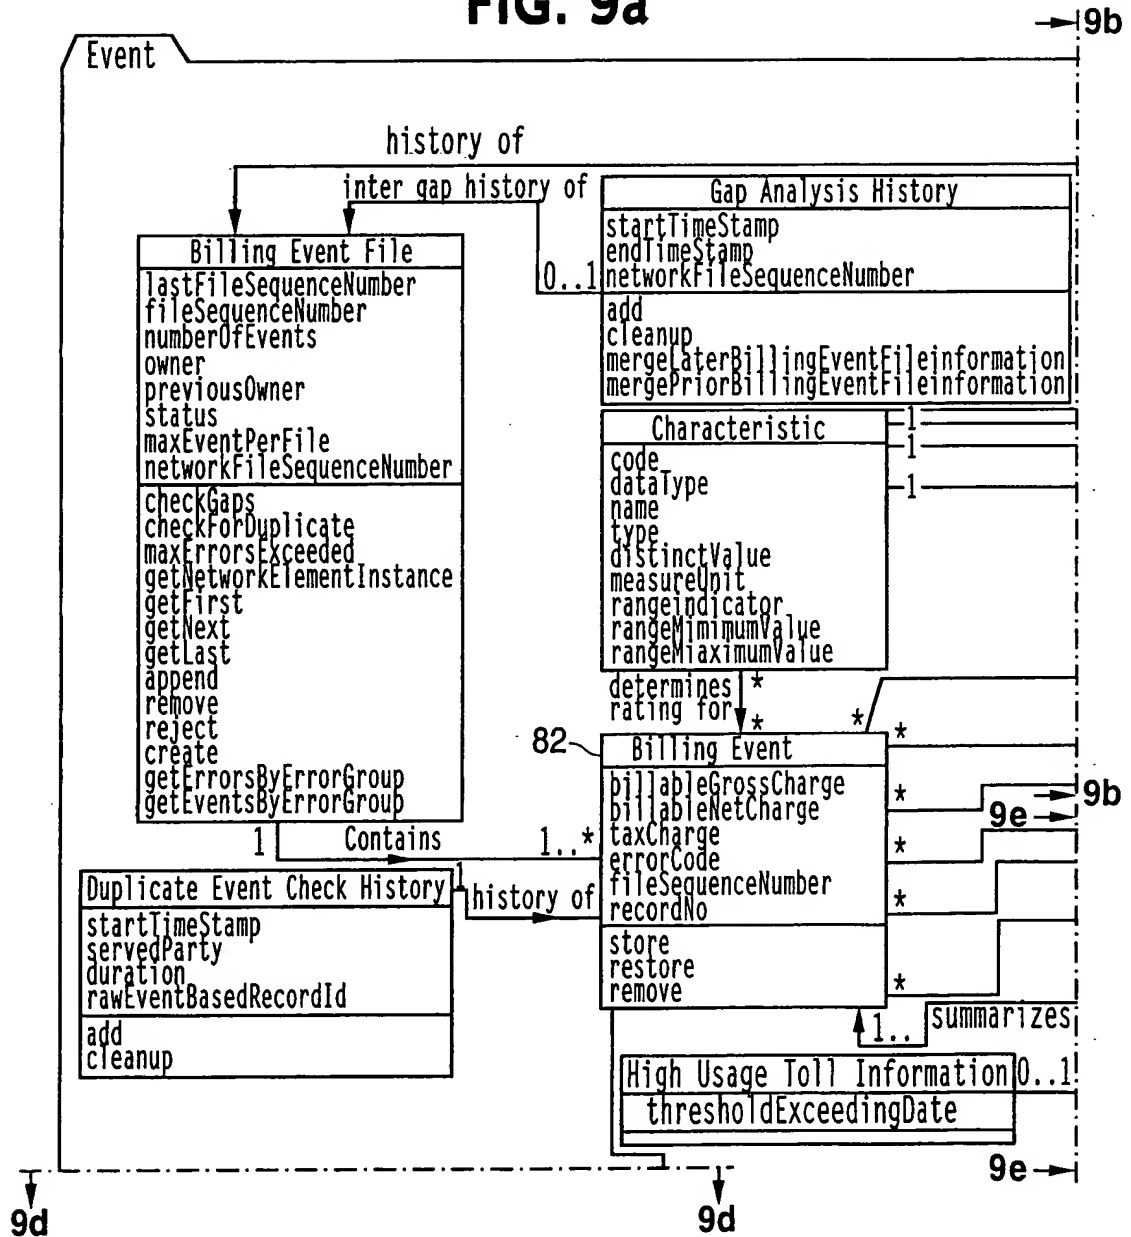 FIG. 9a
9b
Event
history of
inter gap history of
Gap Analysis History
startTimeStamp
endTimeStamp
networkFileSequenceNumber
0..1
add
cleanup
mergeLaterBillingEventFileinformation
mergePriorBillingEventFileinformation
Billing Event File
lastFileSequenceNumber
fileSequenceNumber
numberOfEvents
owner
previousOwner
status
maxEventPerFile
networkFileSequenceNumber
checkGaps
checkForDuplicate
maxErrorsExceeded
getNetworkElementInstance
getFirst
getNext
getLast
append
remove
reject
create
getErrorsByErrorGroup
getEventsByErrorGroup
Characteristic
1
1
1
code
dataType
name
type
distinctValue
measureUnit
rangeindicator
rangeMimimumValue
rangeMiaximumValue
determines *
rating for *
*
*
82
Billing Event
billableGrossCharge
billableNetCharge
taxCharge
errorCode
fileSequenceNumber
recordNo
store
restore
remove
*
*
*
*
9b
9e
1 Contains 1..*
1
history of
Duplicate Event Check History
startTimeStamp
servedParty
duration
rawEventBasedRecordId
add
cleanup
1..
summarizes
High Usage Toll Information
0..1
thresholdExceedingDate
9e
9d
9d